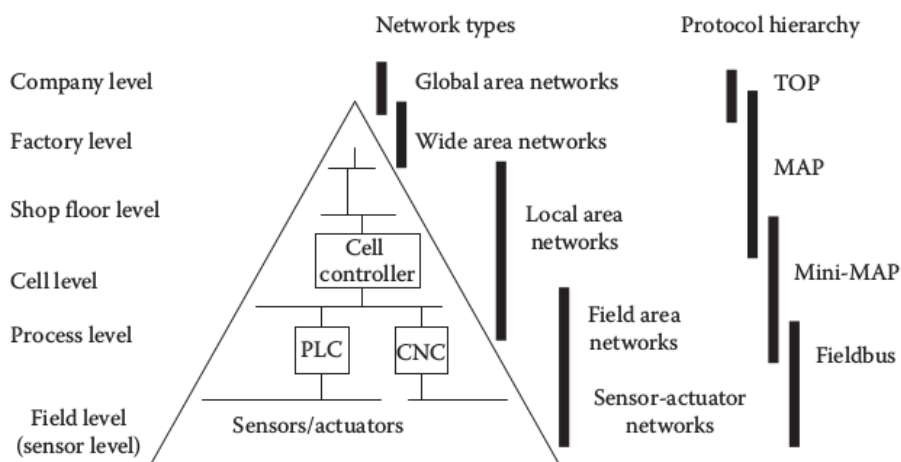 Network types
Protocol hierarchy
Company level
Global area networks
TOP
Factory level
Wide area networks
MAP
Shop floor level
Local area
networks
Cell
controller
Cell level
Mini-MAP
Process level
PLC
CNC
Field area
networks
Fieldbus
Field level
(sensor level)
Sensors/actuators
Sensor-actuator
networks